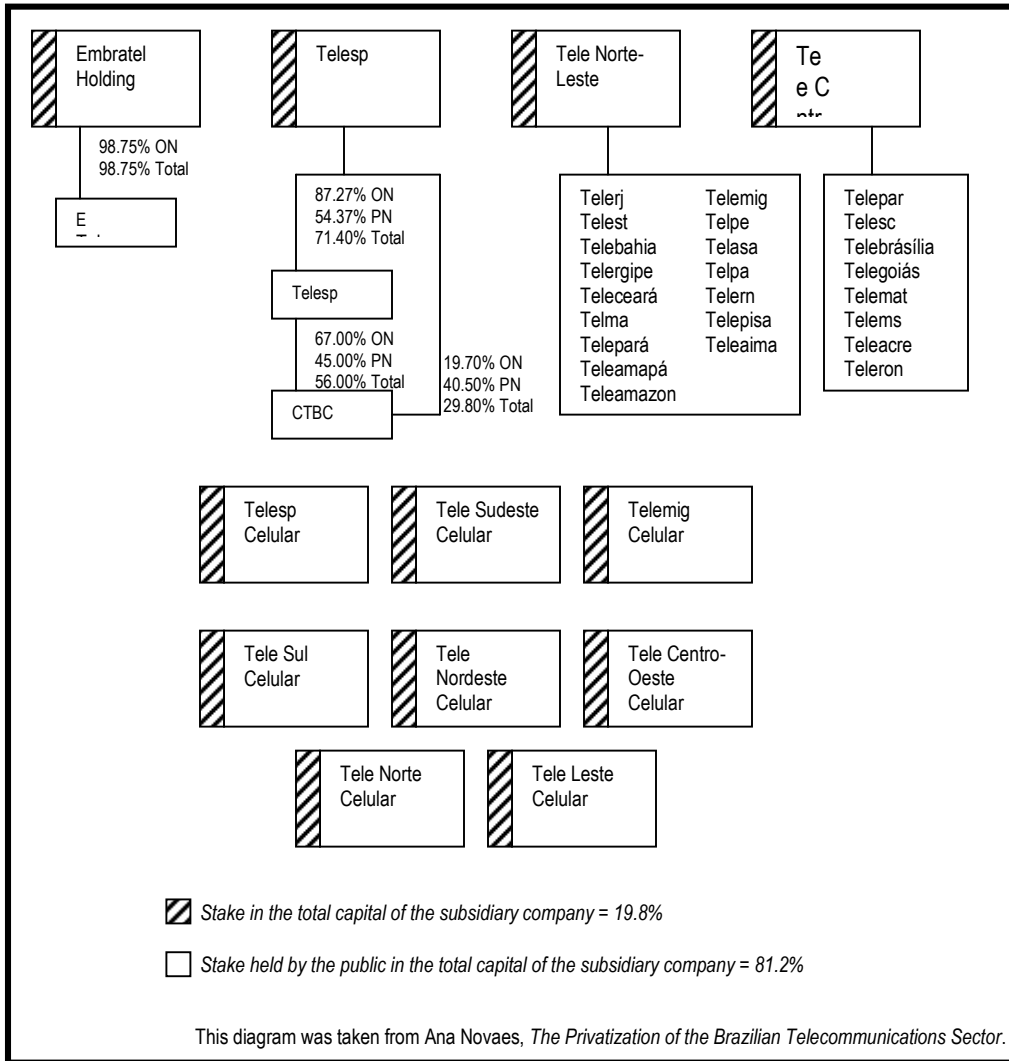 Embratel
Holding
Telesp
Tele Norte-
Leste
Te
e C
98.75% ON
98.75% Total
E
87.27% ON
54.37% PN
71.40% Total
Telesp
67.00% ON
45.00% PN
56.00% Total
CTBC
19.70% ON
40.50% PN
29.80% Total
Telerj
Telest
Telebahia
Telergipe
Teleceará
Telma
Telepará
Teleamapá
Teleamazon
Telemig
Telpe
Telasa
Telpa
Telern
Telepisa
Teleaima
Telepar
Telesc
Telebrásília
Telegoiás
Telemat
Telems
Teleacre
Teleron
Telesp
Celular
Tele Sudeste
Celular
Telemig
Celular
Tele Sul
Celular
Tele
Nordeste
Celular
Tele Centro-
Oeste
Celular
Tele Norte
Celular
Tele Leste
Celular
Stake in the total capital of the subsidiary company = 19.8%
Stake held by the public in the total capital of the subsidiary company = 81.2%
This diagram was taken from Ana Novaes, The Privatization of the Brazilian Telecommunications Sector.